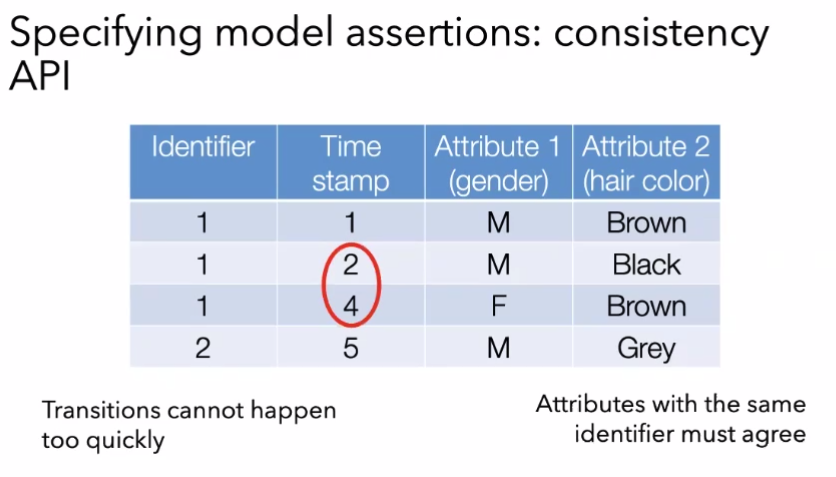 Specifying model assertions: consistency
API
Identifier Time stamp Attribute 1 (gender) Attribute 2 (hair color)
1 1 M Brown
1 2 M Black
1 4 F Brown
2 5 M Grey
Transitions cannot happen
too quickly
Attributes with the same
identifier must agree